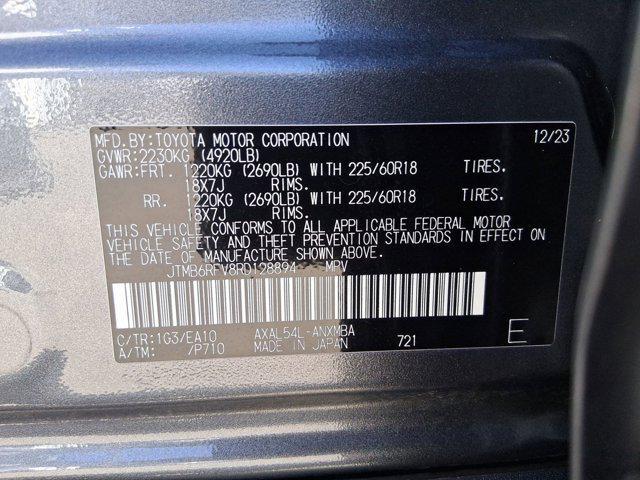 MFD.BY:TOYOTA MOTOR CORPORATION 12/23
GVWR:2230KG (4920LB)
GAWR:FRT. 1220KG (2690LB) WITH 225/60R18 TIRES.
18X7J RIMS.
RR. 1220KG (2690LB) WITH 225/60R18 TIRES.
18X7J RIMS.
THIS VEHICLE CONFORMS TO ALL APPLICABLE FEDERAL MOTOR
VEHICLE SAFETY AND THEFT PREVENTION STANDARDS IN EFFECT ON
THE DATE OF MANUFACTURE SHOWN ABOVE.
JTMB6RFV8RD128894 MPV
C/TR:1G3/EA10 AXAL54L-ANXMBA
A/TM: /P710 MADE IN JAPAN 721 E